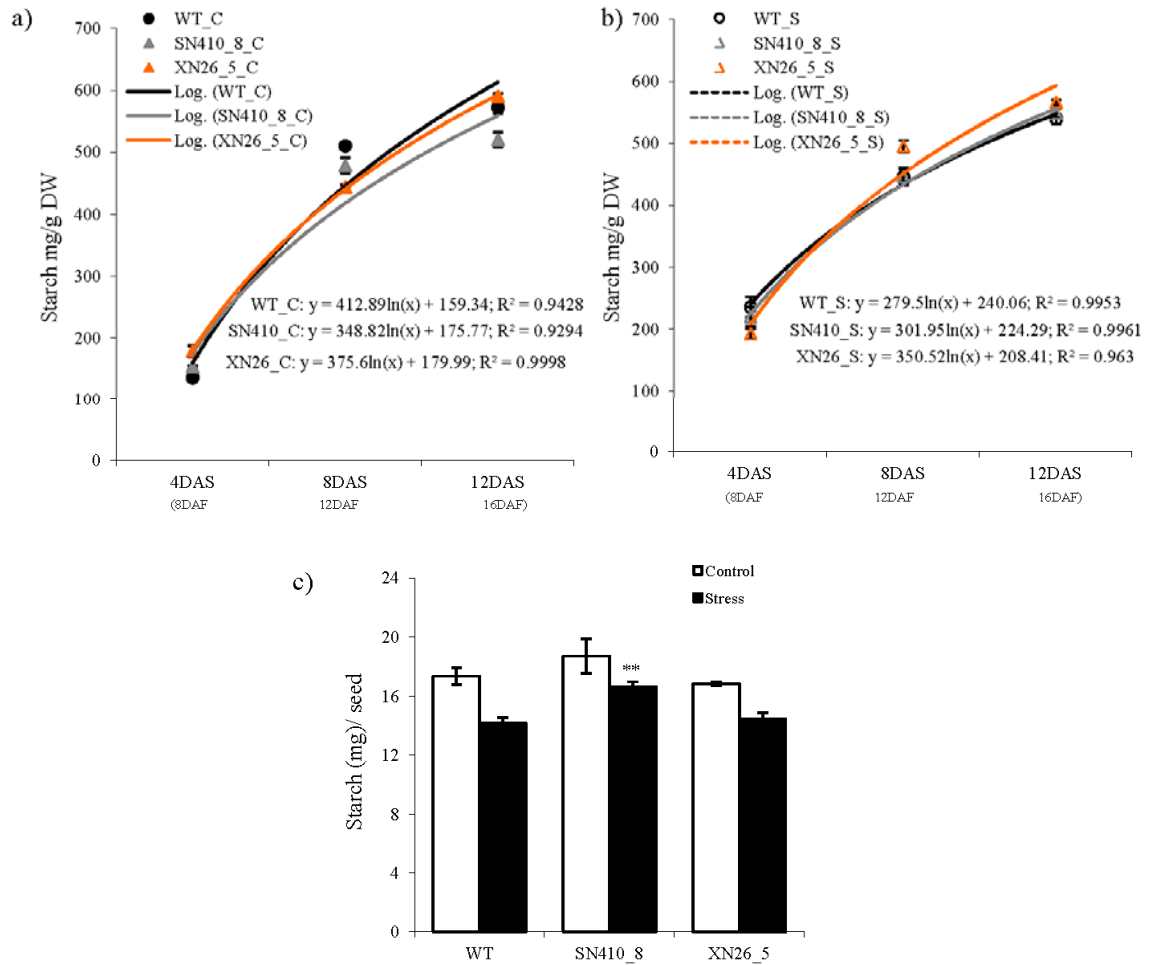 a)
WT_C
SN410_8_C
XN26_5_C
Log. (WT_C)
Log. (SN410_8_C)
Log. (XN26_5_C)
Starch mg/g DW
700
600
500
400
300
200
100
0
WT_C: y = 412.89ln(x) + 159.34; R² = 0.9428
SN410_C: y = 348.82ln(x) + 175.77; R² = 0.9294
XN26_C: y = 375.6ln(x) + 179.99; R² = 0.9998
4DAS 8DAS 12DAS
(8DAF 12DAF 16DAF)
b)
WT_S
SN410_8_S
XN26_5_S
Log. (WT_S)
Log. (SN410_8_S)
Log. (XN26_5_S)
Starch mg/g DW
700
600
500
400
300
200
100
0
WT_S: y = 279.5ln(x) + 240.06; R² = 0.9953
SN410_S: y = 301.95ln(x) + 224.29; R² = 0.9961
XN26_S: y = 350.52ln(x) + 208.41; R² = 0.963
4DAS 8DAS 12DAS
(8DAF 12DAF 16DAF)
c)
Control
Stress
Starch (mg)/ seed
24
20
16
12
8
4
0
**
WT SN410_8 XN26_5